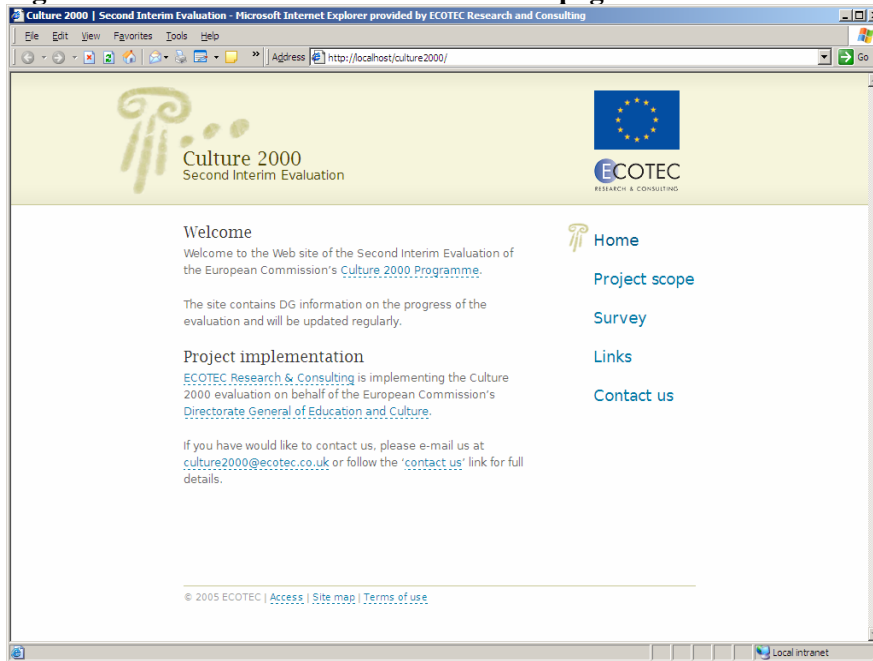 Culture 2000 | Second Interim Evaluation - Microsoft Internet Explorer provided by ECOTEC Research and Consulting
File Edit View Favorites Tools Help
» Address http://localhost/culture2000/ Go
Culture 2000
Second Interim Evaluation
ECOTEC
RESEARCH & CONSULTING
Welcome
Welcome to the Web site of the Second Interim Evaluation of
the European Commission's Culture 2000 Programme.
The site contains DG information on the progress of the
evaluation and will be updated regularly.
Project implementation
ECOTEC Research & Consulting is implementing the Culture
2000 evaluation on behalf of the European Commission's
Directorate General of Education and Culture.
If you have would like to contact us, please e-mail us at
culture2000@ecotec.co.uk or follow the 'contact us' link for full
details.
Home
Project scope
Survey
Links
Contact us
© 2005 ECOTEC | Access | Site map | Terms of use
Local intranet